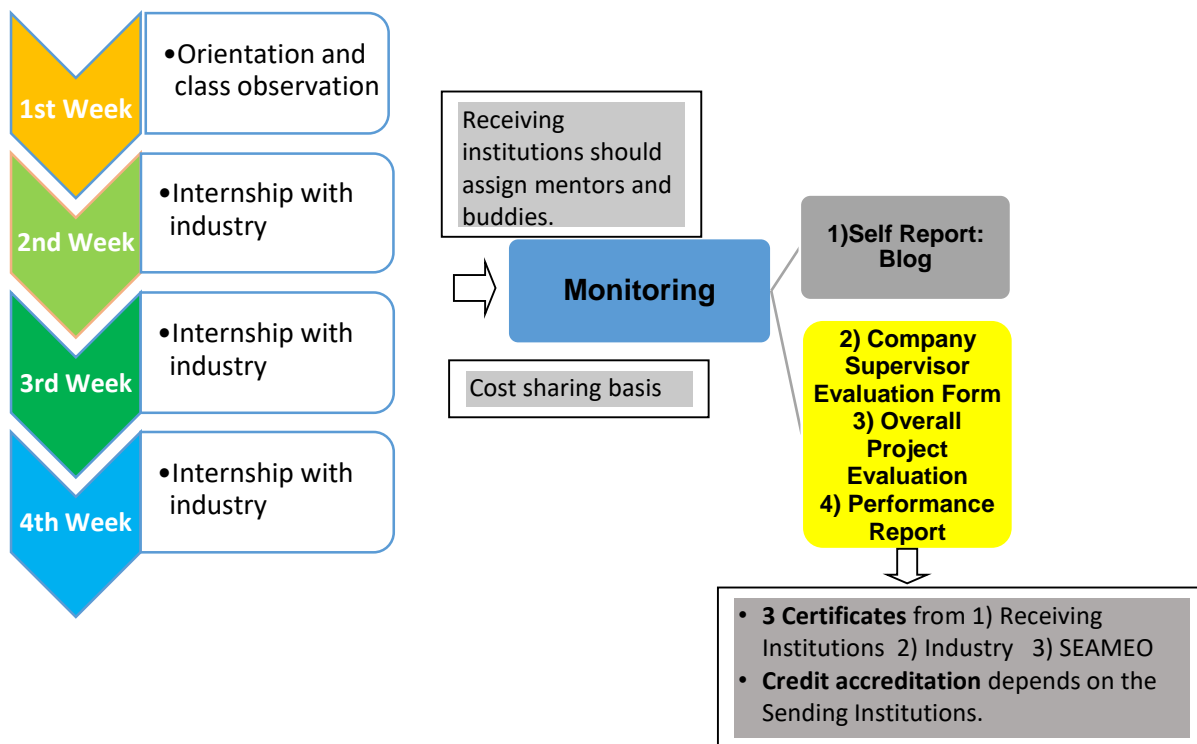 1st Week
•Orientation and
class observation
2nd Week
•Internship with
industry
3rd Week
•Internship with
industry
4th Week
•Internship with
industry
Receiving
institutions should
assign mentors and
buddies.
Monitoring
Cost sharing basis
1)Self Report:
Blog
2) Company
Supervisor
Evaluation Form
3) Overall
Project
Evaluation
4) Performance
Report
• 3 Certificates from 1) Receiving
Institutions 2) Industry 3) SEAMEO
• Credit accreditation depends on the
Sending Institutions.